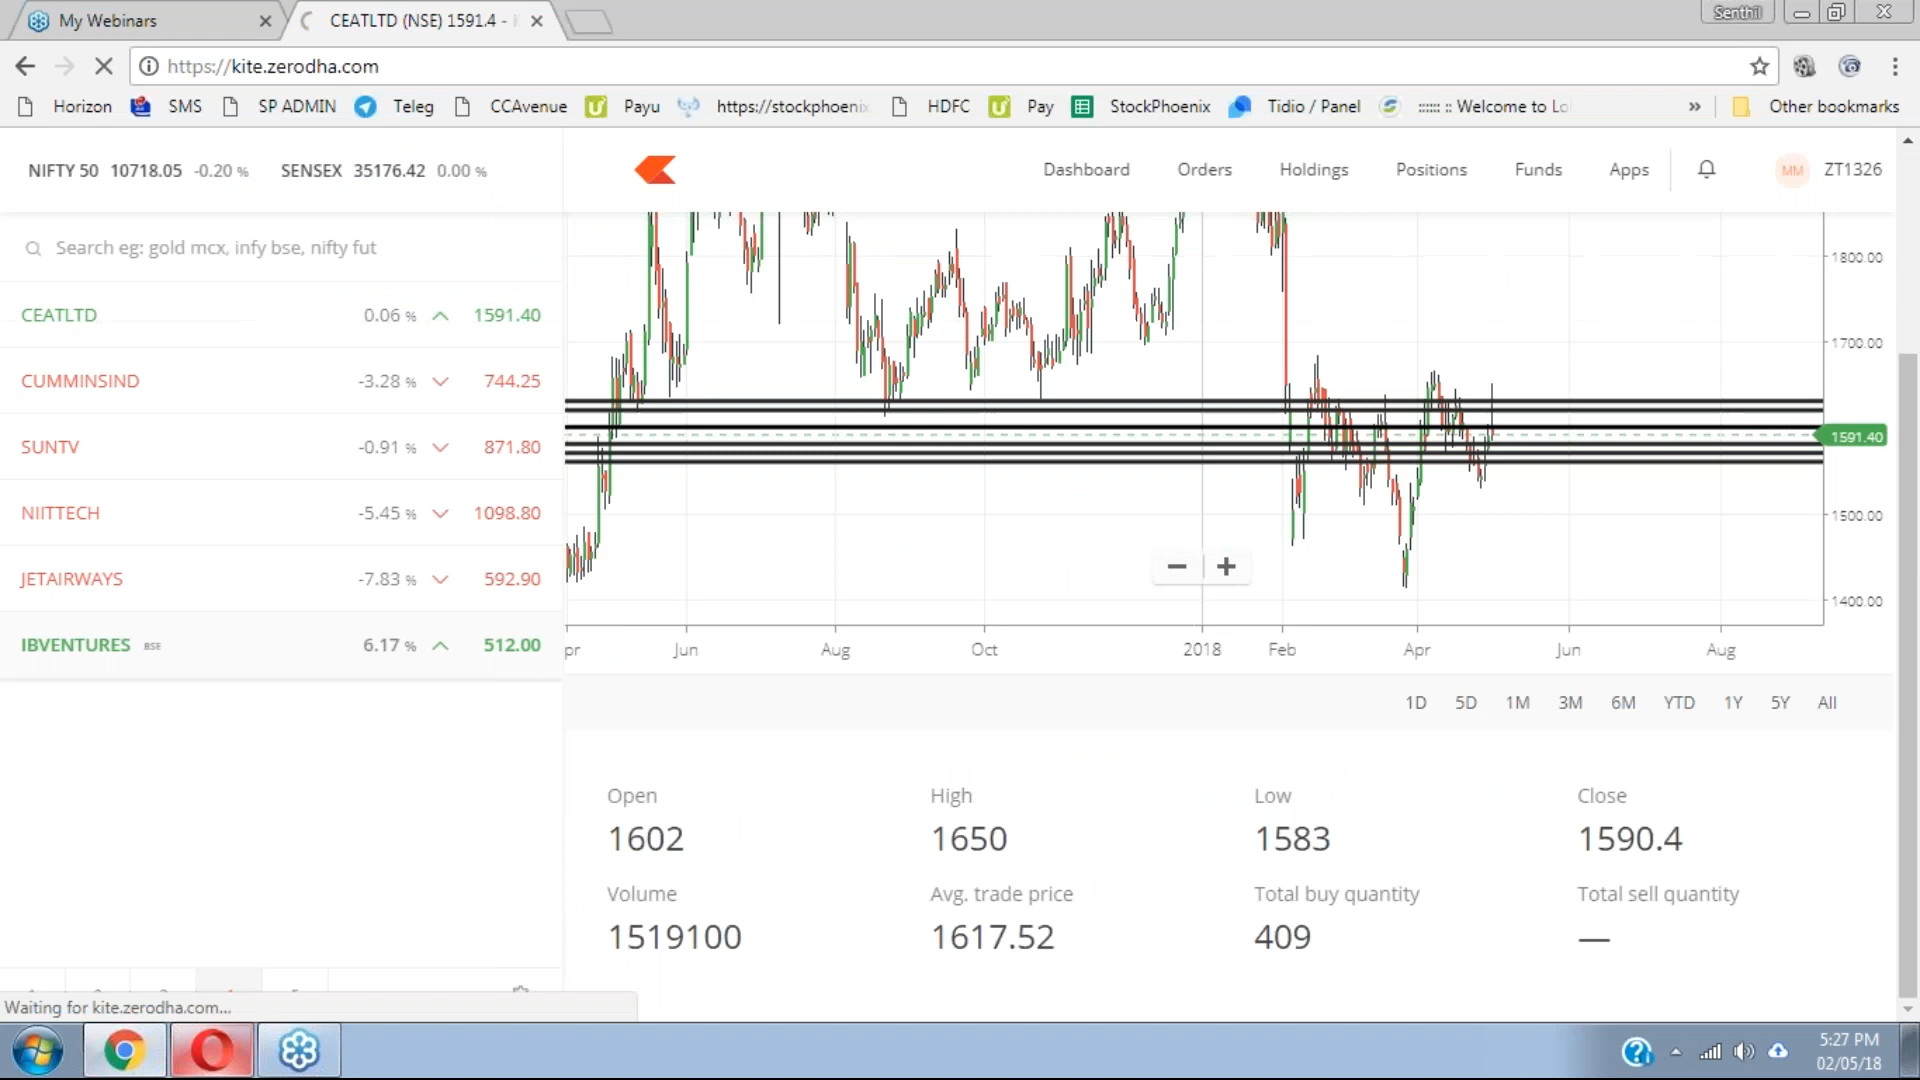 My Webinars
CEATLTD (NSE) 1591.4 -
Senthil
https://kite.zerodha.com
Horizon SMS SP ADMIN Teleg CCAvenue Payu https://stockphoenix HDFC Pay StockPhoenix Tidio / Panel :::::: :: Welcome to Lo Other bookmarks
NIFTY 50 10718.05 -0.20 % SENSEX 35176.42 0.00 %
Dashboard Orders Holdings Positions Funds Apps MM ZT1326
Search eg: gold mcx, infy bse, nifty fut
CEATLTD 0.06 % 1591.40
CUMMINSIND -3.28 % 744.25
SUNTV -0.91 % 871.80
NIITTECH -5.45 % 1098.80
JETAIRWAYS -7.83 % 592.90
IBVENTURES BSE 6.17 % 512.00
1800.00
1700.00
1591.40
1500.00
1400.00
pr Jun Aug Oct 2018 Feb Apr Jun Aug
1D 5D 1M 3M 6M YTD 1Y 5Y All
Open High Low Close
1602 1650 1583 1590.4
Volume Avg. trade price Total buy quantity Total sell quantity
1519100 1617.52 409 —
Waiting for kite.zerodha.com...
5:27 PM
02/05/18